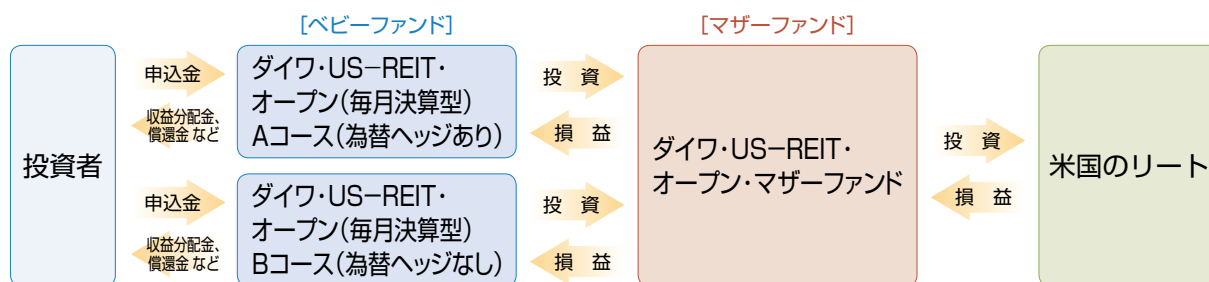 [ベビーファンド]
[マザーファンド]
投資者
申込金
収益分配金、
償還金 など
ダイワ・US−REIT・
オープン(毎月決算型)
Aコース(為替ヘッジあり)
投 資
損 益
申込金
収益分配金、
償還金 など
ダイワ・US−REIT・
オープン(毎月決算型)
Bコース(為替ヘッジなし)
投 資
損 益
ダイワ・US−REIT・
オープン・マザーファンド
投 資
損 益
米国のリート